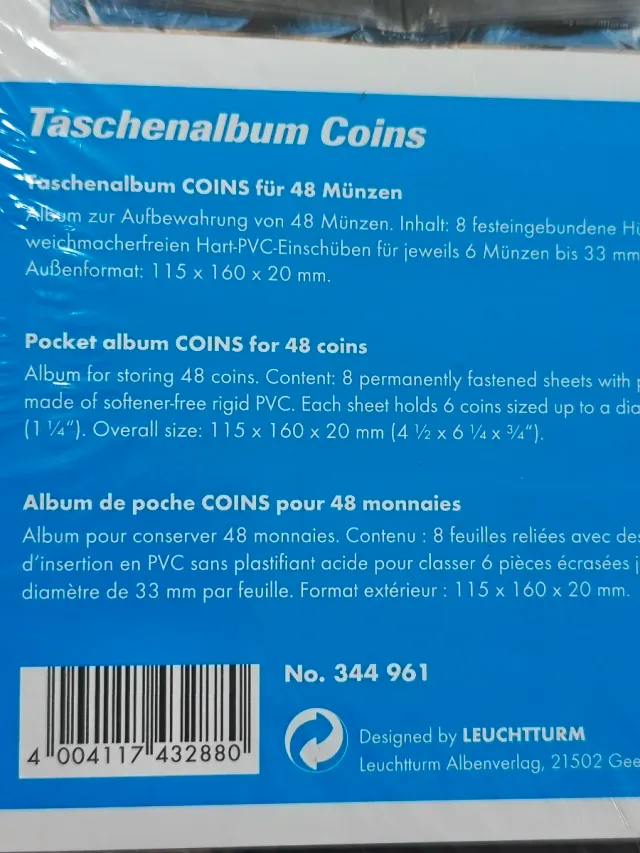 Taschenalbum Coins
Taschenalbum COINS für 48 Münzen
Album zur Aufbewahrung von 48 Münzen. Inhalt: 8 festeingebundene
weichmacherfreien Hart-PVC-Einschüben für jeweils 6 Münzen bis 33 mm
Außenformat: 115 x 160 x 20 mm.
Pocket album COINS for 48 coins
Album for storing 48 coins. Content: 8 permanently fastened sheets with
made of softener-free rigid PVC. Each sheet holds 6 coins sized up to a
(1 ¼“). Overall size: 115 x 160 x 20 mm (4 ½ x 6 ¼ x ¾“).
Album de poche COINS pour 48 monnaies
Album pour conserver 48 monnaies. Contenu : 8 feuilles reliées avec
d’insertion en PVC sans plastifiant acide pour classer 6 pièces écrasées
diamètre de 33 mm par feuille. Format extérieur : 115 x 160 x 20 mm.
No. 344 961
4 004117 432880
Designed by LEUCHTTURM
Leuchtturm Albenverlag, 21502